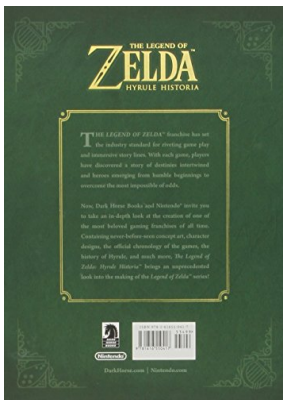 THE LEGEND OF
ZELDA™
HYRULE HISTORIA
THE LEGEND OF ZELDA™ franchise has set
the industry standard for riveting game play
and immersive story lines. With each game, players
have discovered a story of destinies intertwined
and heroes emerging from humble beginnings to
overcome the most impossible of odds.
Now, Dark Horse Books and Nintendo® invite you
to take an in-depth look at the creation of one of
the most beloved gaming franchises of all time.
Containing never-before-seen concept art, character
designs, the official chronology of the games, the
history of Hyrule, and much more, The Legend of
Zelda: Hyrule Historia™ brings an unprecedented
look into the making of the Legend of Zelda™ series!
Nintendo
DarkHorse.com | Nintendo.com